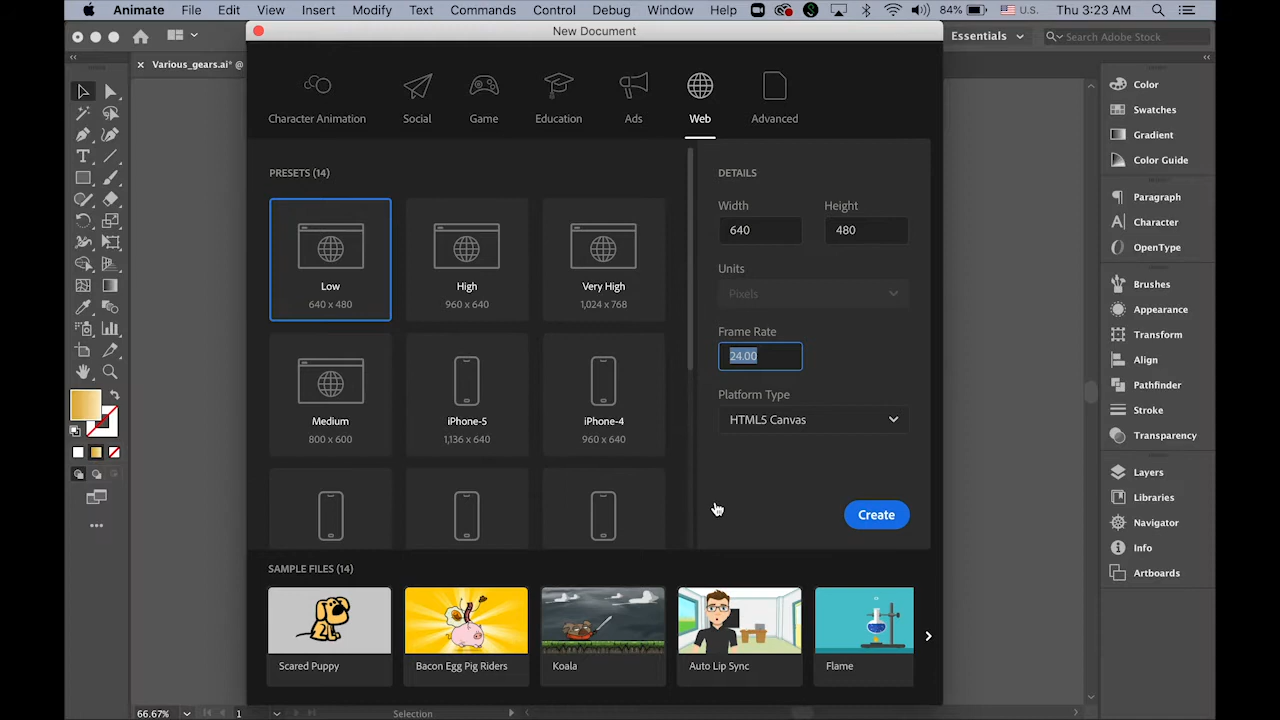 Animate File Edit View Insert Modify Text Commands Control Debug Window Help 84% U.S. Thu 3:23 AM
New Document
Essentials
Search Adobe Stock
× Various_gears.ai* @
Character Animation Social Game Education Ads Web Advanced
PRESETS (14)
Low
640 x 480
High
960 x 640
Very High
1,024 x 768
Medium
800 x 600
iPhone-5
1,136 x 640
iPhone-4
960 x 640
DETAILS
Width Height
640 480
Units
Pixels
Frame Rate
24.00
Platform Type
HTML5 Canvas
Create
SAMPLE FILES (14)
Scared Puppy
Bacon Egg Pig Riders
Koala
Auto Lip Sync
Flame
Color
Swatches
Gradient
Color Guide
Paragraph
Character
OpenType
Brushes
Appearance
Transform
Align
Pathfinder
Stroke
Transparency
Layers
Libraries
Navigator
Info
Artboards
66.67% 1 Selection